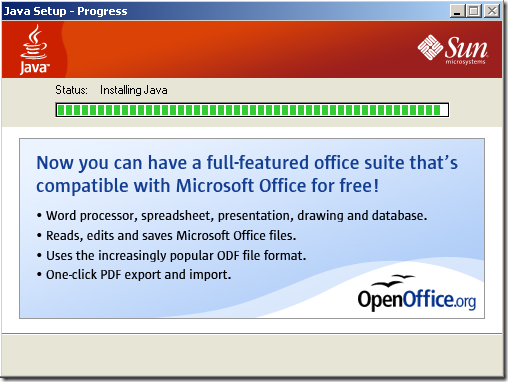 Java Setup - Progress
Java™
Sun
microsystems
Status: Installing Java
Now you can have a full-featured office suite that's
compatible with Microsoft Office for free!
• Word processor, spreadsheet, presentation, drawing and database.
• Reads, edits and saves Microsoft Office files.
• Uses the increasingly popular ODF file format.
• One-click PDF export and import.
OpenOffice.org